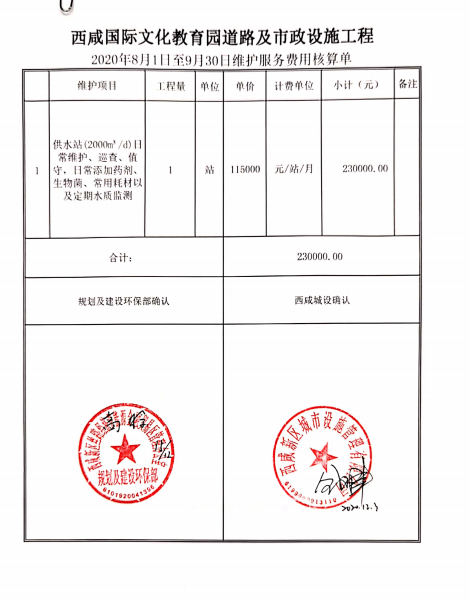 西咸国际文化教育园道路及市政设施工程
2020年8月1日至9月30日维护服务费用核算单
维护项目 工程量 单位 单价 计费单位 小计（元） 备注
1 供水站(2000m³/d)日
常维护、巡查、值
守，日常添加药剂、
生物菌、常用耗材以
及定期水质监测
1 站 115000 元/站/月 230000.00
合计： 230000.00
规划及建设环保部确认 西咸城设确认
规划及建设环保部
6101920041356
西咸新区城市设施管理有限
2020.12.3